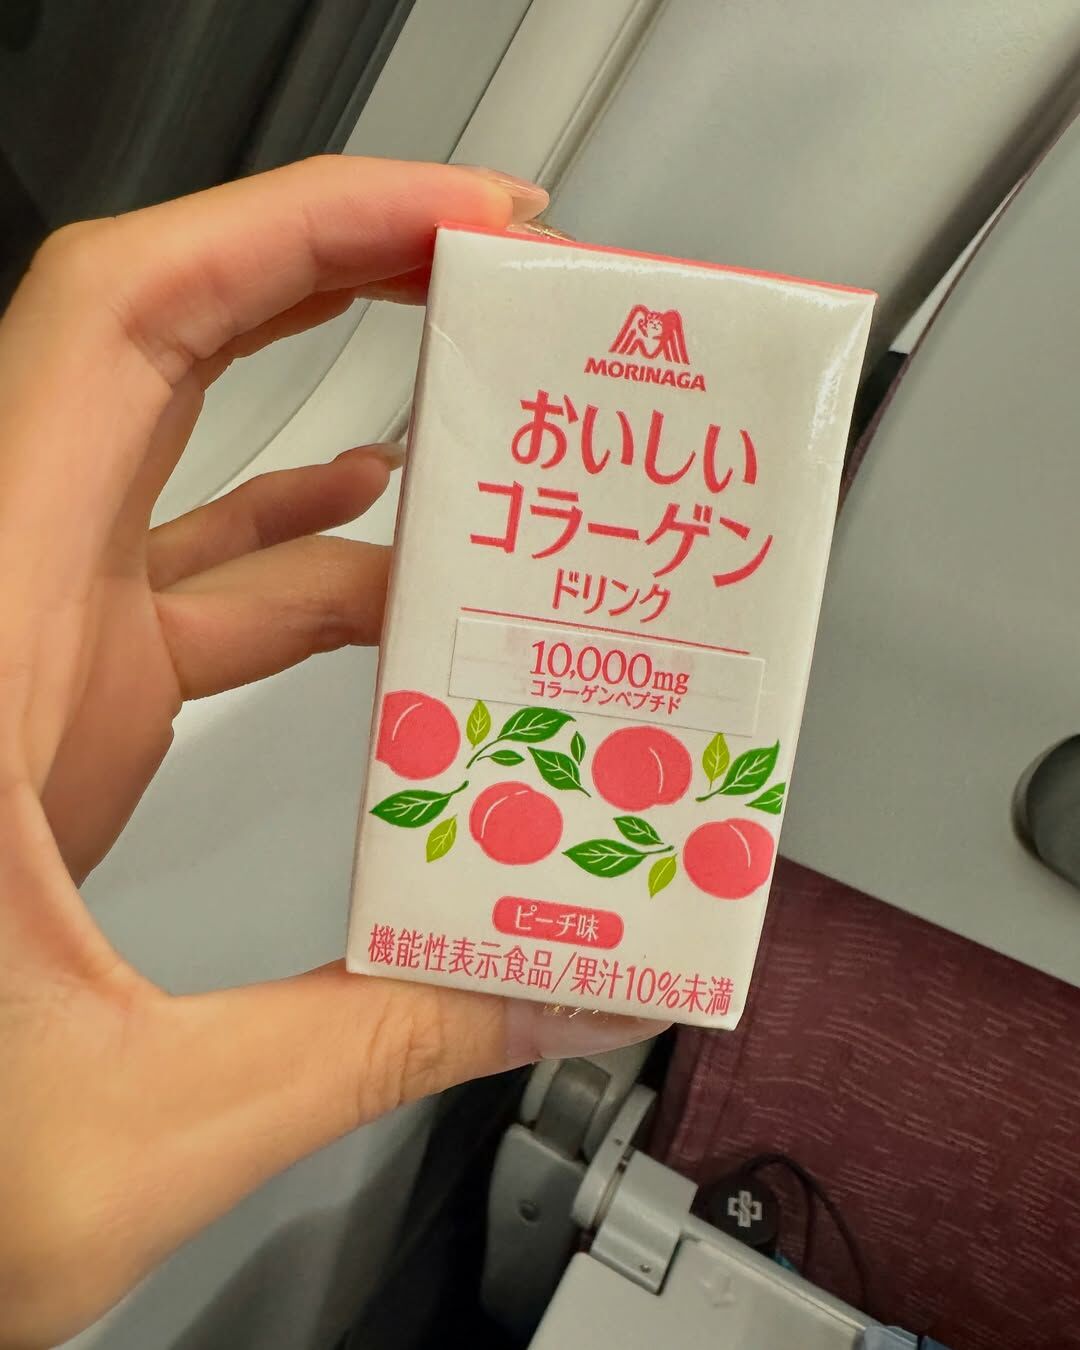 MORINAGA
おいしい
コラーゲン
ドリンク
10,000mg
コラーゲンペプチド
ピーチ味
機能性表示食品/果汁10%未満